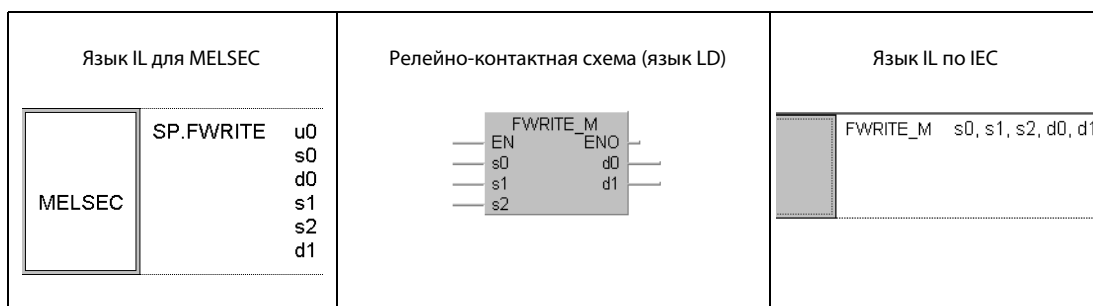 Язык IL для MELSEC
MELSEC
SP.FWRITE u0
s0
d0
s1
s2
d1
Релейно-контактная схема (язык LD)
FWRITE_M
EN ENO
s0 d0
s1 d1
s2
Язык IL по IEC
FWRITE_M s0, s1, s2, d0, d1